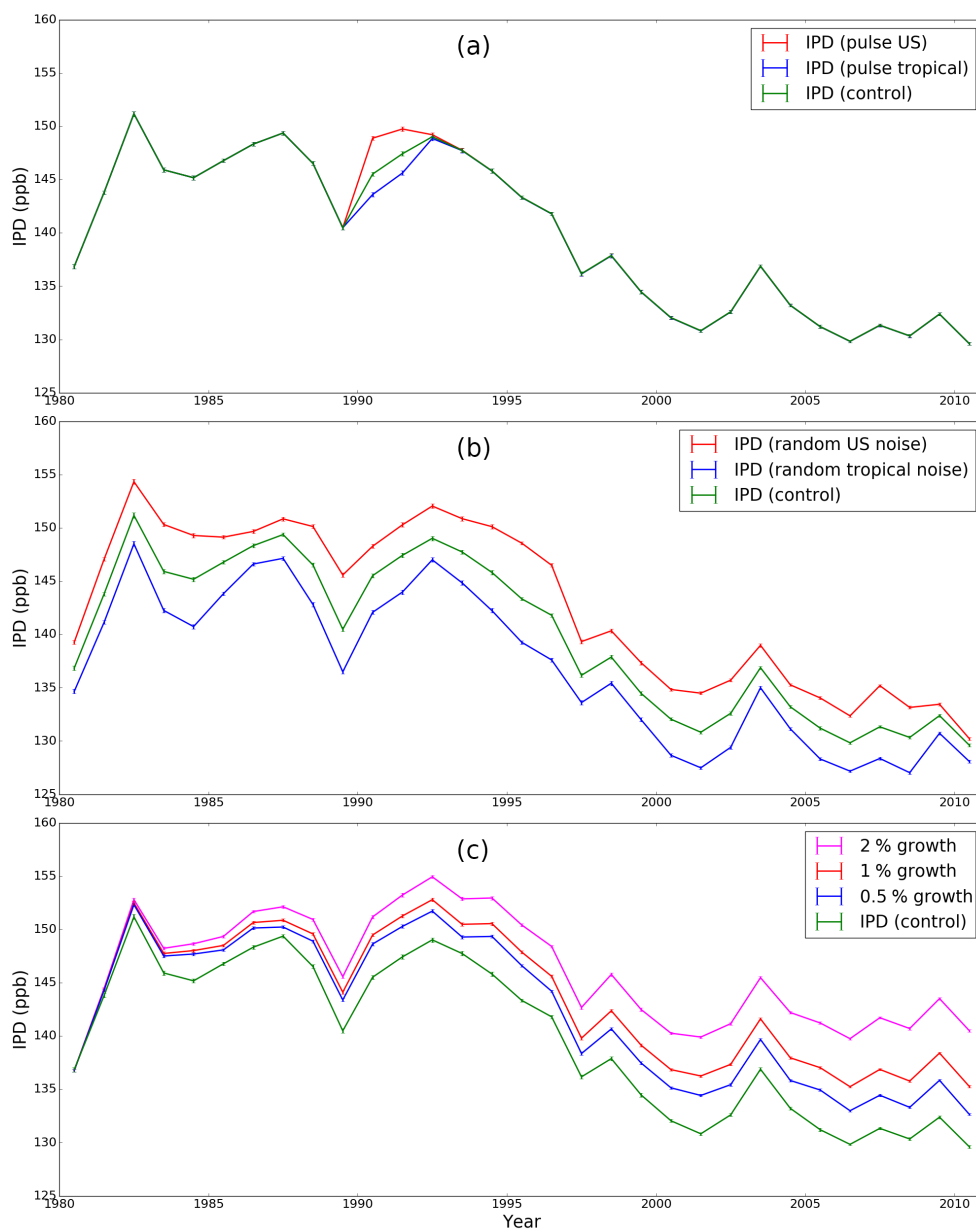 160
155
150
145
140
135
130
125
IPD (ppb)
(a)
IPD (pulse US)
IPD (pulse tropical)
IPD (control)
1980 1985 1990 1995 2000 2005 2010
160
155
150
145
140
135
130
125
IPD (ppb)
(b)
IPD (random US noise)
IPD (random tropical noise)
IPD (control)
1980 1985 1990 1995 2000 2005 2010
160
155
150
145
140
135
130
125
IPD (ppb)
(c)
2 % growth
1 % growth
0.5 % growth
IPD (control)
1980 1985 1990 1995 2000 2005 2010
Year